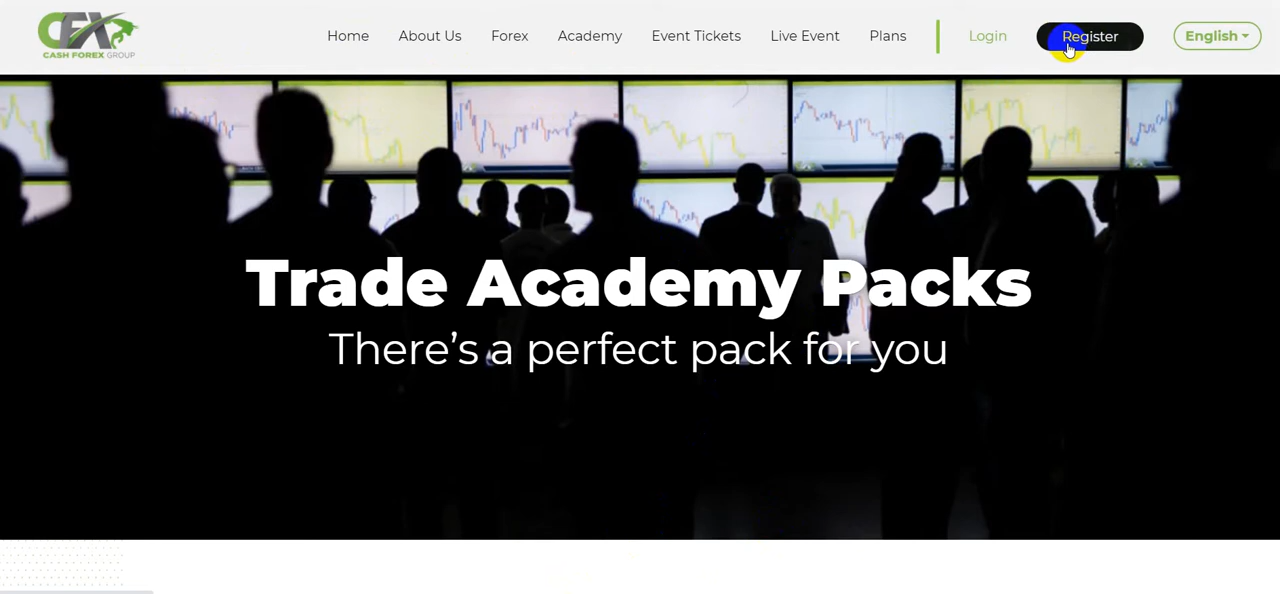 CFX
CASH FOREX GROUP
Home About Us Forex Academy Event Tickets Live Event Plans Login Register English
Trade Academy Packs
There's a perfect pack for you